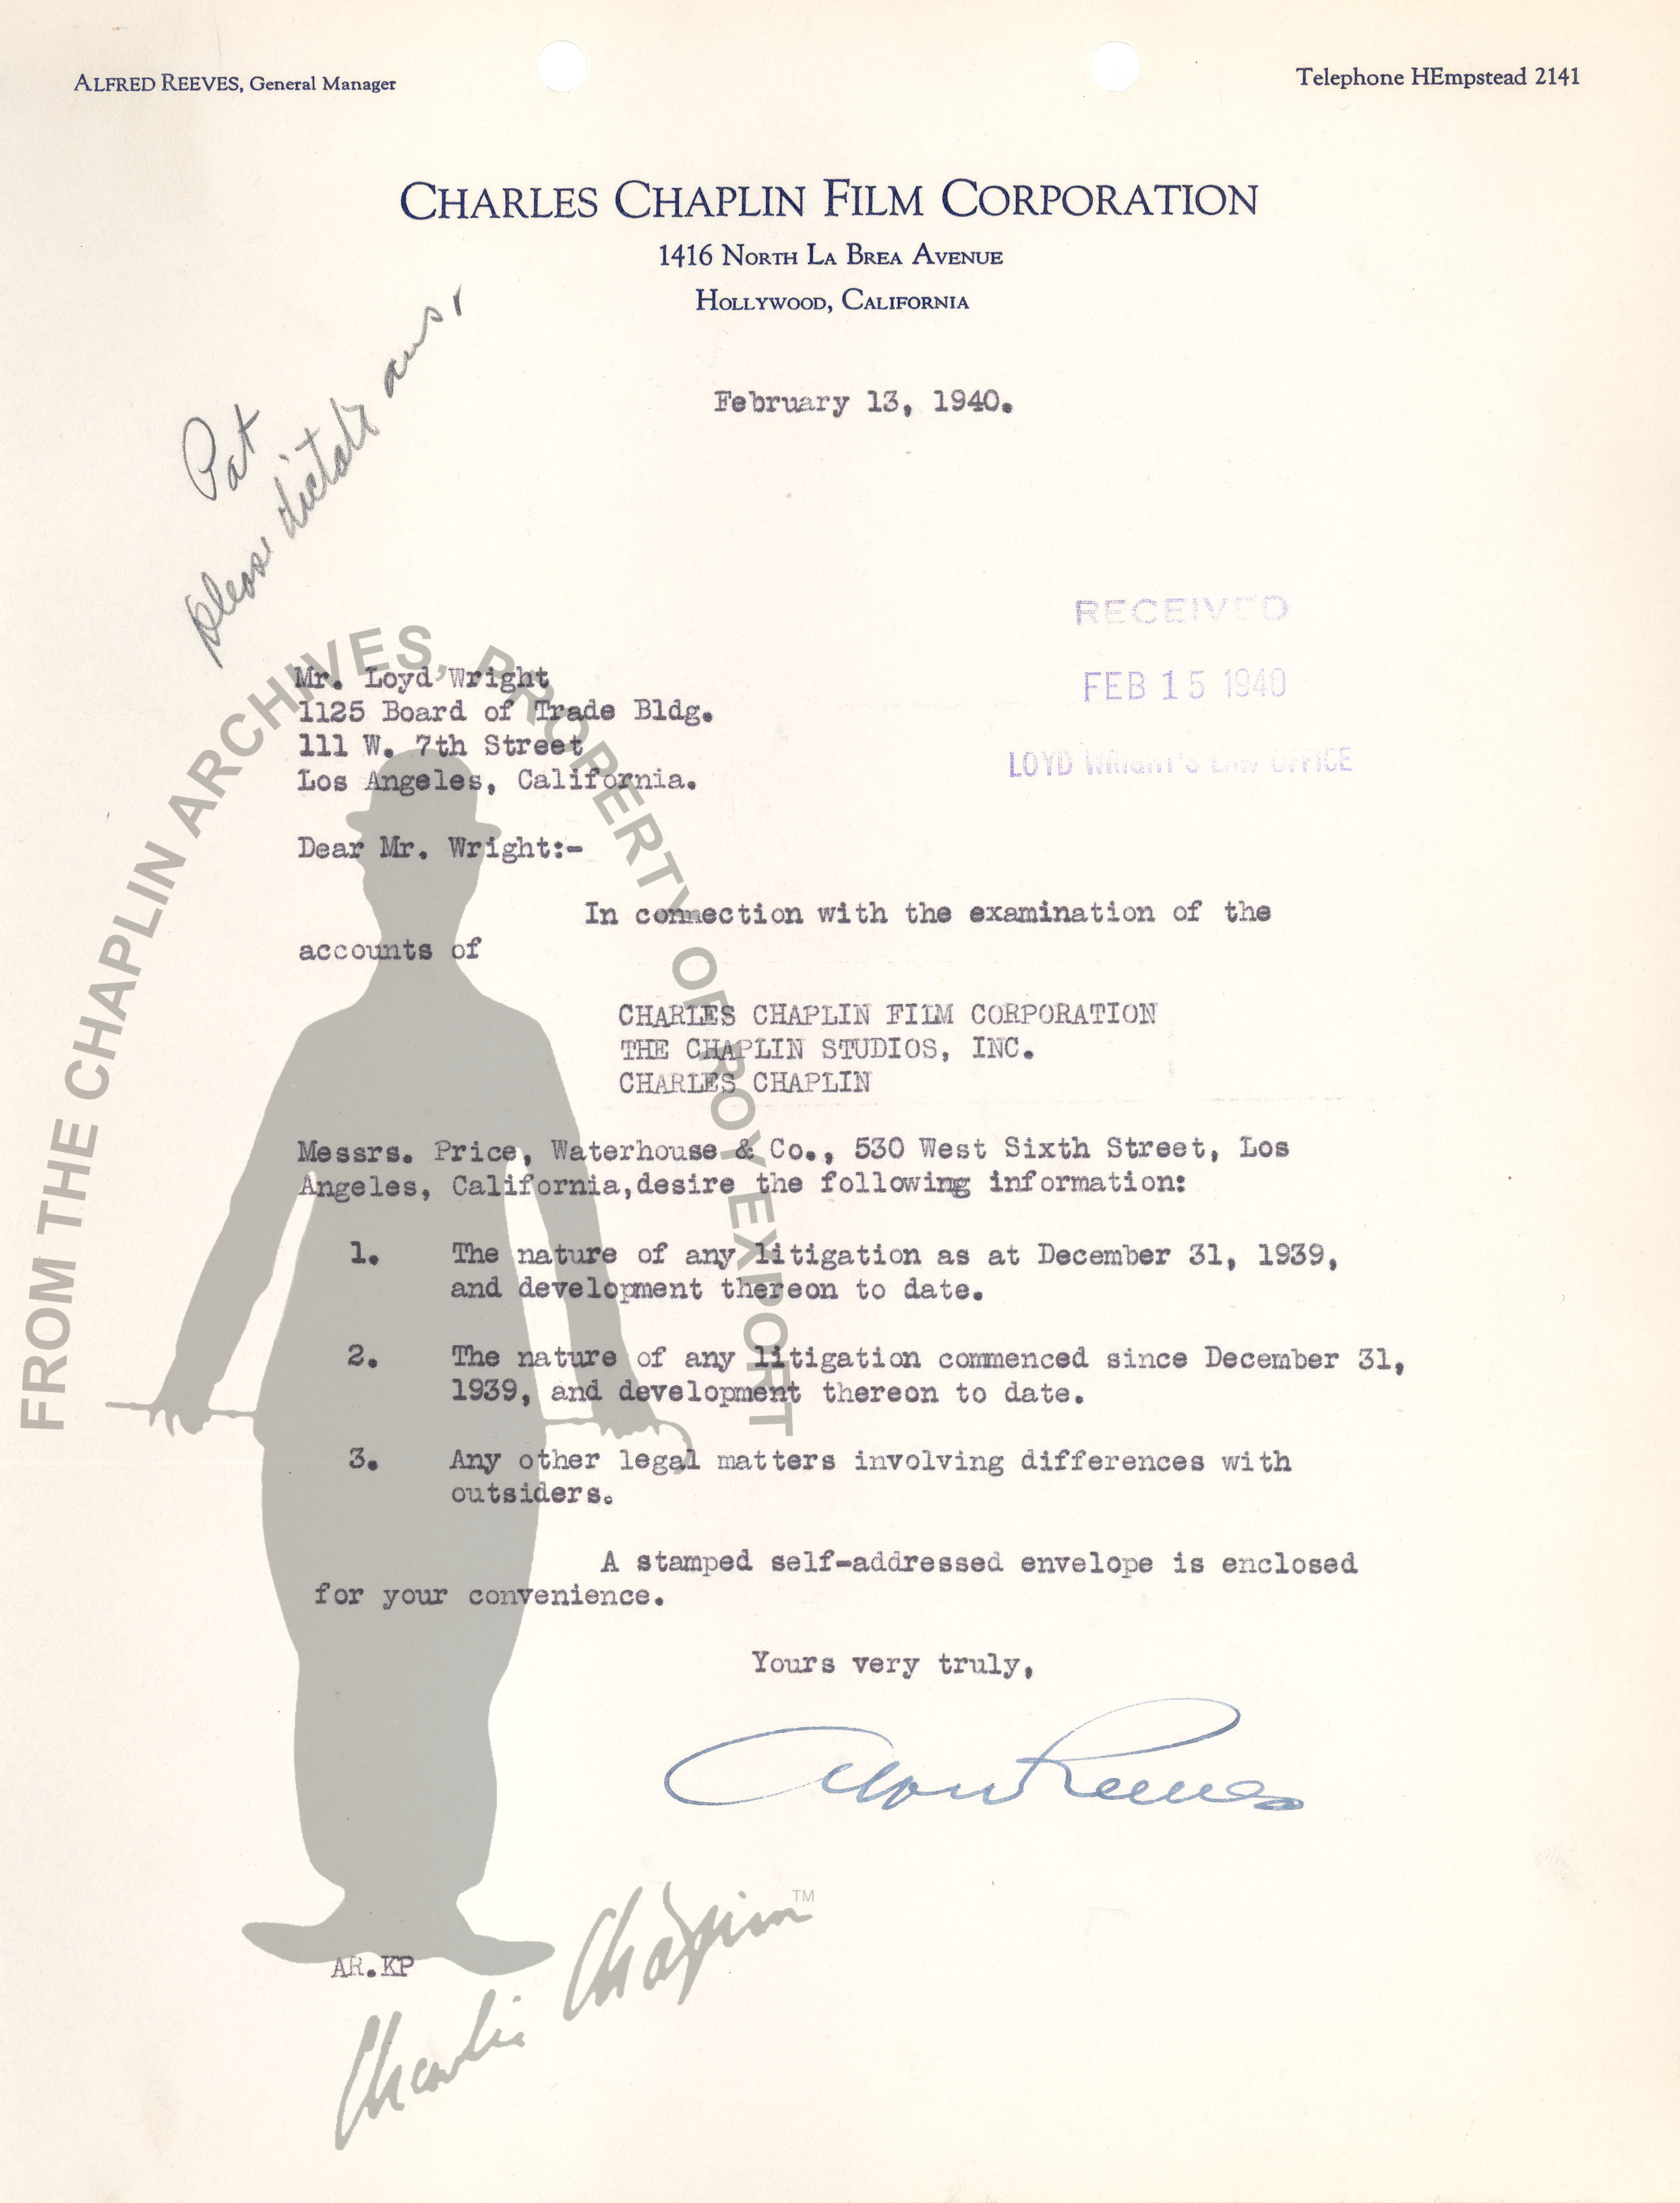 ALFRED REEVES, General Manager
Telephone HEmpstead 2141
CHARLES CHAPLIN FILM CORPORATION
1416 NORTH LA BREA AVENUE
HOLLYWOOD, CALIFORNIA
February 13, 1940.
Pat
please dictate ansr
RECEIVED
FEB 15 1940
LOYD WRIGHT'S LAW OFFICE
Mr. Loyd Wright
1125 Board of Trade Bldg.
111 W. 7th Street
Los Angeles, California.
Dear Mr. Wright:-
In connection with the examination of the
accounts of
CHARLES CHAPLIN FILM CORPORATION
THE CHAPLIN STUDIOS, INC.
CHARLES CHAPLIN
Messrs. Price, Waterhouse & Co., 530 West Sixth Street, Los
Angeles, California,desire the following information:
1. The nature of any litigation as at December 31, 1939,
and development thereon to date.
2. The nature of any litigation commenced since December 31,
1939, and development thereon to date.
3. Any other legal matters involving differences with
outsiders.
A stamped self-addressed envelope is enclosed
for your convenience.
Yours very truly,
Alf Reeves
AR.KP
FROM THE CHAPLIN ARCHIVES, PROPERTY OF ROY EXPORT
Charlie Chaplin TM